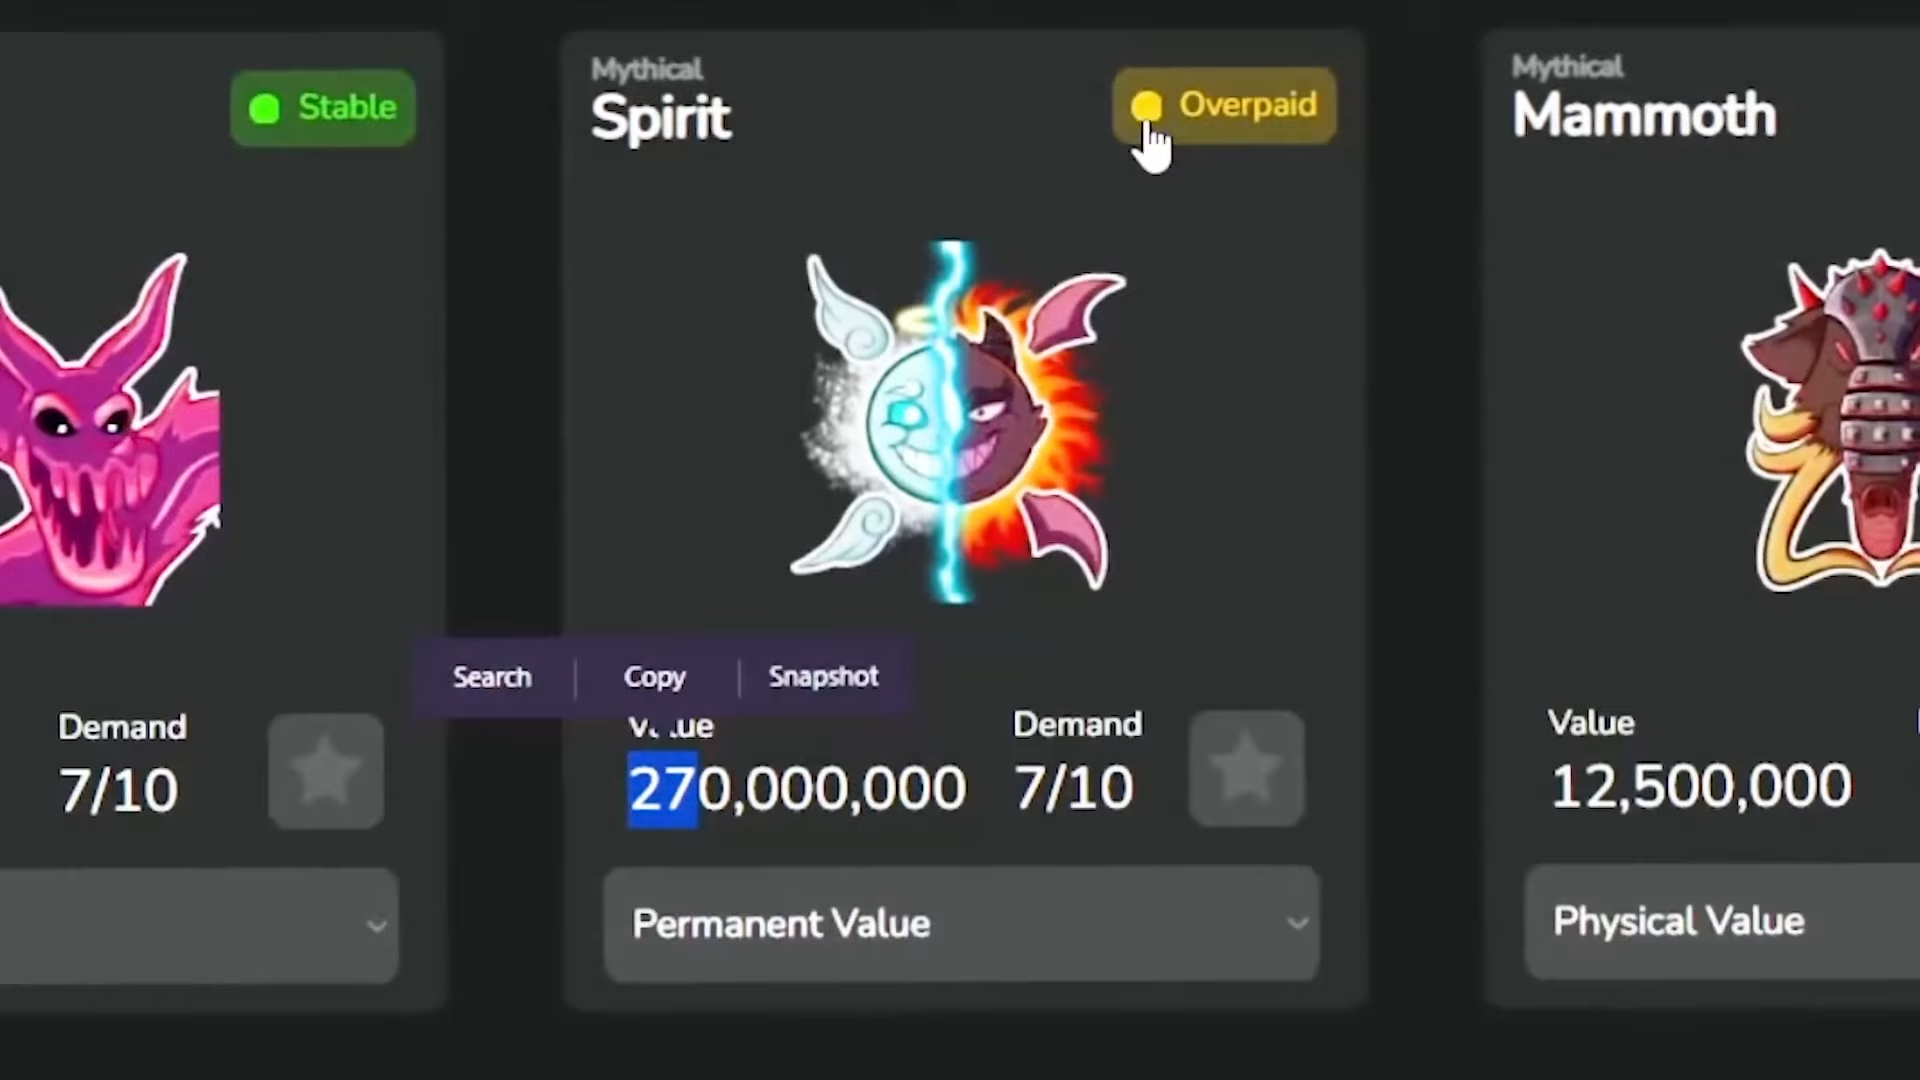 Stable
Demand
7/10
Mythical
Spirit
Overpaid
Search
Copy
Snapshot
Value
270,000,000
Demand
7/10
Permanent Value
Mythical
Mammoth
Value
12,500,000
Physical Value